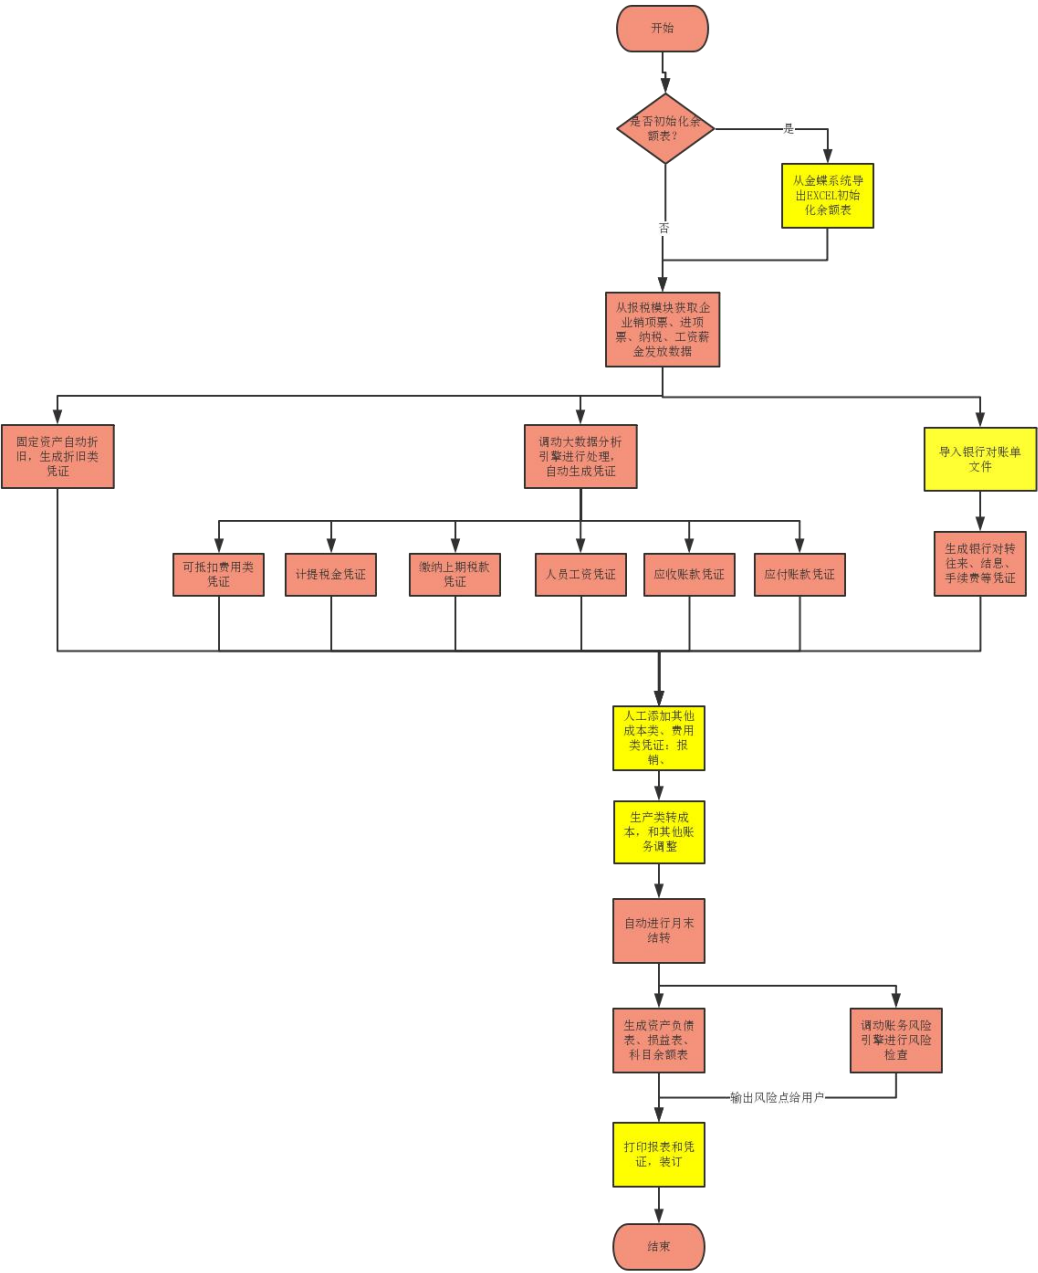 开始
是否初始化余
额表？
是
从金蝶系统导
出EXCEL初始
化余额表
否
从报税模块获取企
业销项票、进项
票、纳税、工资薪
金发放数据
固定资产自动折
旧，生成折旧类
凭证
调动大数据分析
引擎进行处理，
自动生成凭证
导入银行对账单
文件
可抵扣费用类
凭证
计提税金凭证
缴纳上期税款
凭证
人员工资凭证
应收账款凭证
应付账款凭证
生成银行对转
往来、结息、
手续费等凭证
人工添加其他
成本类、费用
类凭证：报
销、
生产类转成
本，和其他账
务调整
自动进行月末
结转
生成资产负债
表、损益表、
科目余额表
调动账务风险
引擎进行风险
检查
输出风险点给用户
打印报表和凭
证，装订
结束